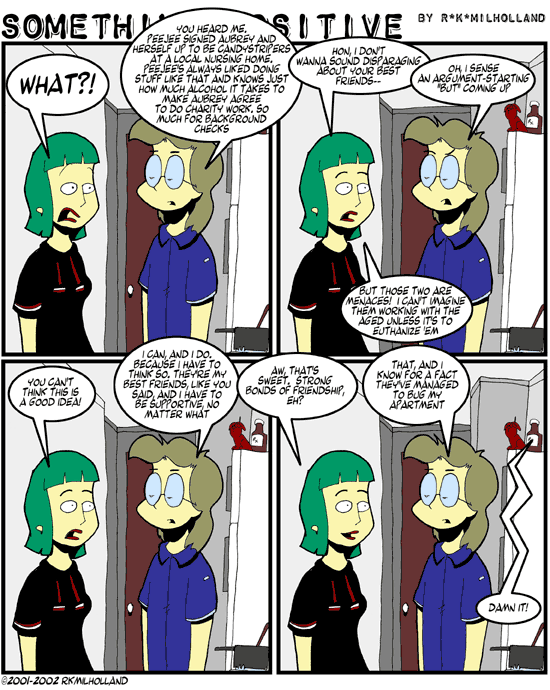 SOMETHI
SITIVE
BY R*K*MILHOLLAND
WHAT?!
YOU HEARD ME.
PEEJEE SIGNED AUBREY AND
HERSELF UP TO BE CANDYSTRIPERS
AT A LOCAL NURSING HOME.
PEEJEE'S ALWAYS LIKED DOING
STUFF LIKE THAT AND KNOWS JUST
HOW MUCH ALCOHOL IT TAKES TO
MAKE AUBREY AGREE
TO DO CHARITY WORK. SO
MUCH FOR BACKGROUND
CHECKS
HON, I DON'T
WANNA SOUND DISPARAGING
ABOUT YOUR BEST
FRIENDS--
OH, I SENSE
AN ARGUMENT-STARTING
"BUT" COMING UP
BUT THOSE TWO ARE
MENACES! I CAN'T IMAGINE
THEM WORKING WITH THE
AGED UNLESS IT'S TO
EUTHANIZE 'EM
YOU CAN'T
THINK THIS IS
A GOOD IDEA!
I CAN, AND I DO.
BECAUSE I HAVE TO
THINK SO. THEY'RE MY
BEST FRIENDS, LIKE YOU
SAID, AND I HAVE TO
BE SUPPORTIVE, NO
MATTER WHAT
AW, THAT'S
SWEET. STRONG
BONDS OF FRIENDSHIP,
EH?
THAT, AND I
KNOW FOR A FACT
THEY'VE MANAGED
TO BUG MY
APARTMENT
DAMN IT!
©2001-2002 RKMILHOLLAND